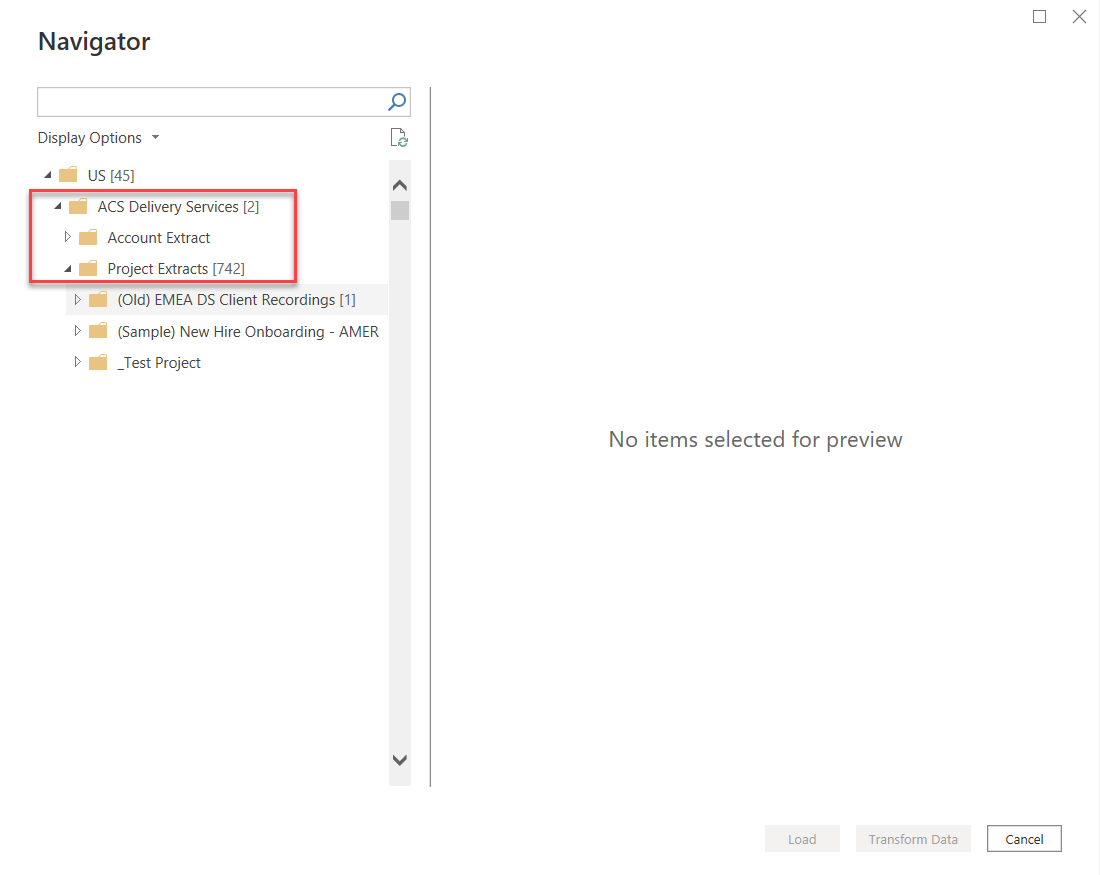 Navigator
Display Options
US [45]
ACS Delivery Services [2]
Account Extract
Project Extracts [742]
(Old) EMEA DS Client Recordings [1]
(Sample) New Hire Onboarding - AMER
_Test Project
No items selected for preview
Load
Transform Data
Cancel